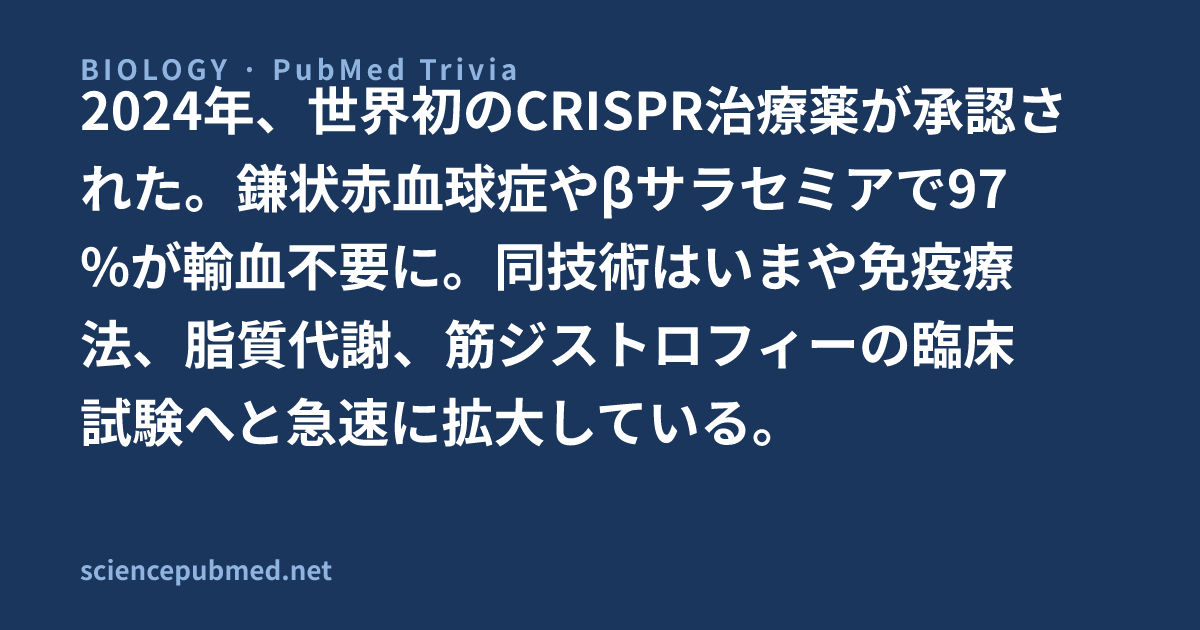 BIOLOGY · PubMed Trivia
2024年、世界初のCRISPR治療薬が承認さ
れた。鎌状赤血球症やβサラセミアで97
%が輸血不要に。同技術はいまや免疫療
法、脂質代謝、筋ジストロフィーの臨床
試験へと急速に拡大している。
sciencepubmed.net